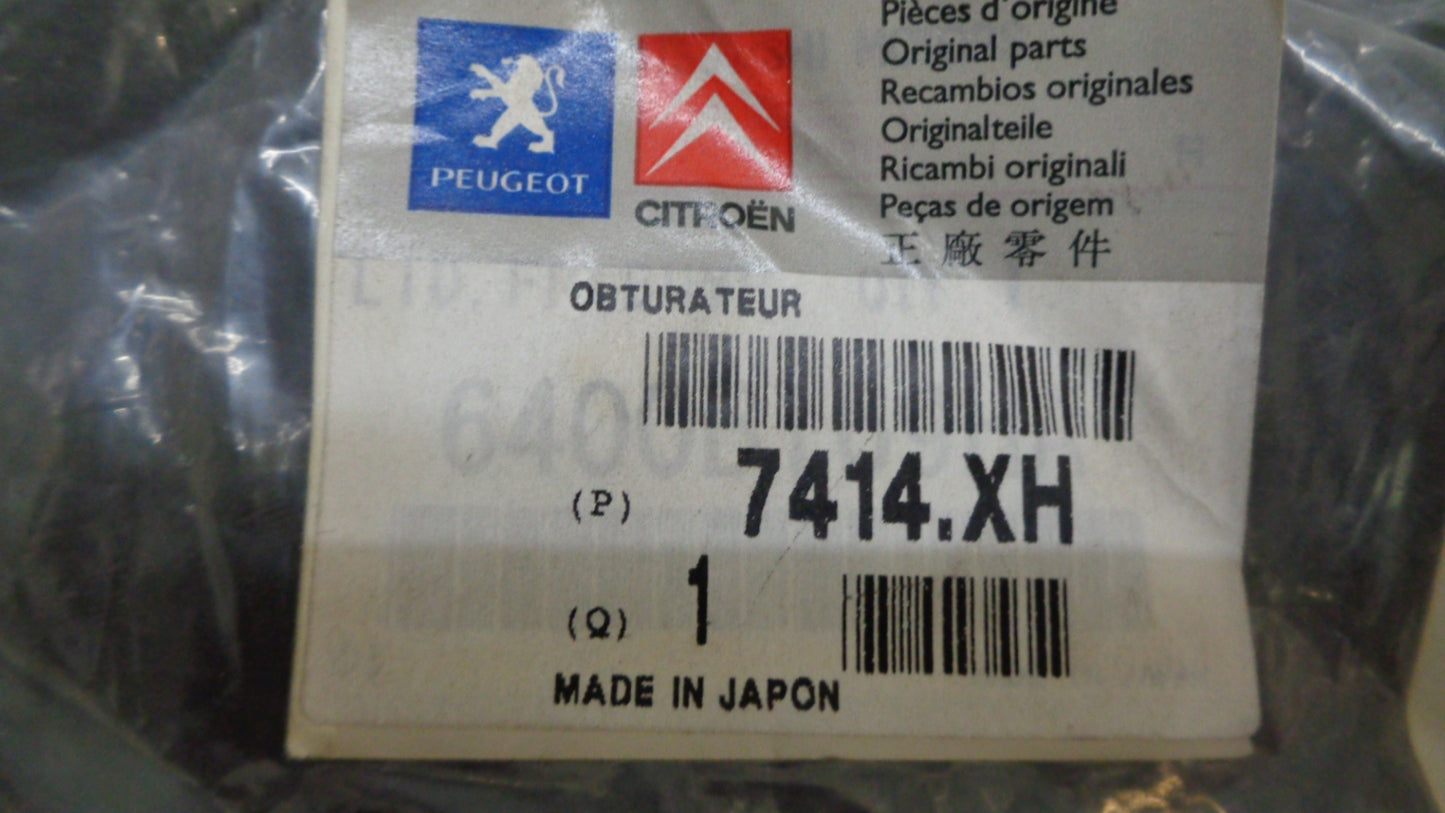 PEUGEOT
CITROËN
Pièces d'origine
Original parts
Recambios originales
Originalteile
Ricambi originali
Peças de origem
正廠零件
OBTURATEUR
(P) 7414.XH
(Q) 1
MADE IN JAPON